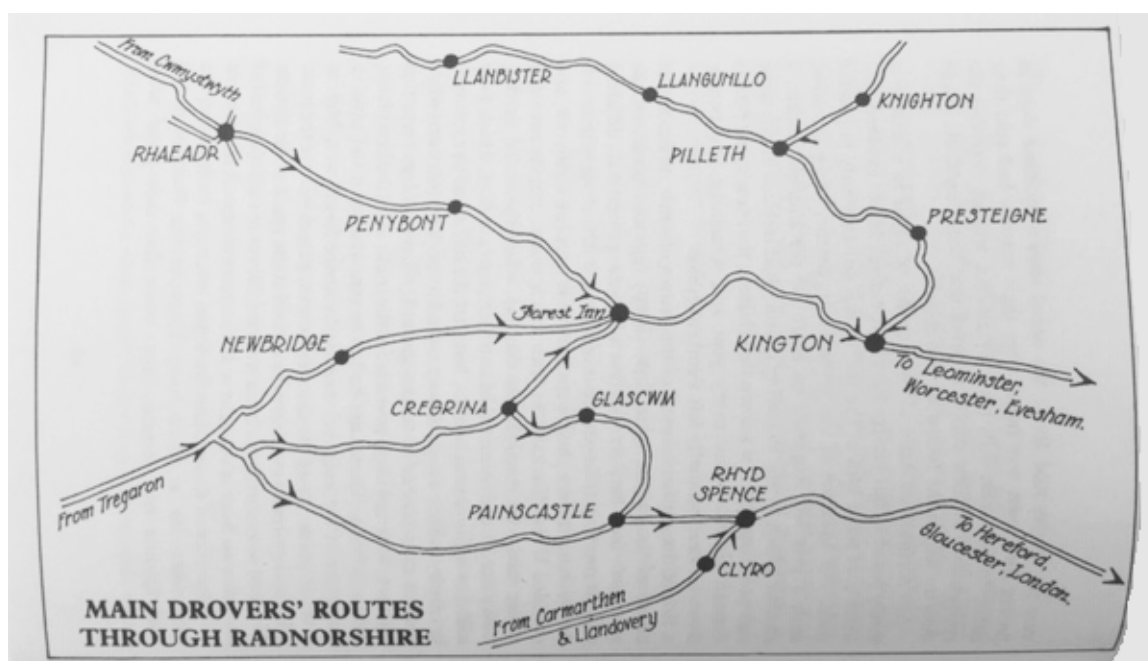 From Cwmystwyth
LLANBISTER
LLANGUNLLO
KNIGHTON
RHAEADR
PILLETH
PENYBONT
PRESTEIGNE
Forest Inn
NEWBRIDGE
KINGTON
To Leominster,
Worcester, Evesham.
CREGRINA
GLASCWM
From Tregaron
RHYD
SPENCE
PAINSCASTLE
To Hereford,
Gloucester, London.
CLYRO
From Carmarthen
& Llandovery
MAIN DROVERS' ROUTES
THROUGH RADNORSHIRE